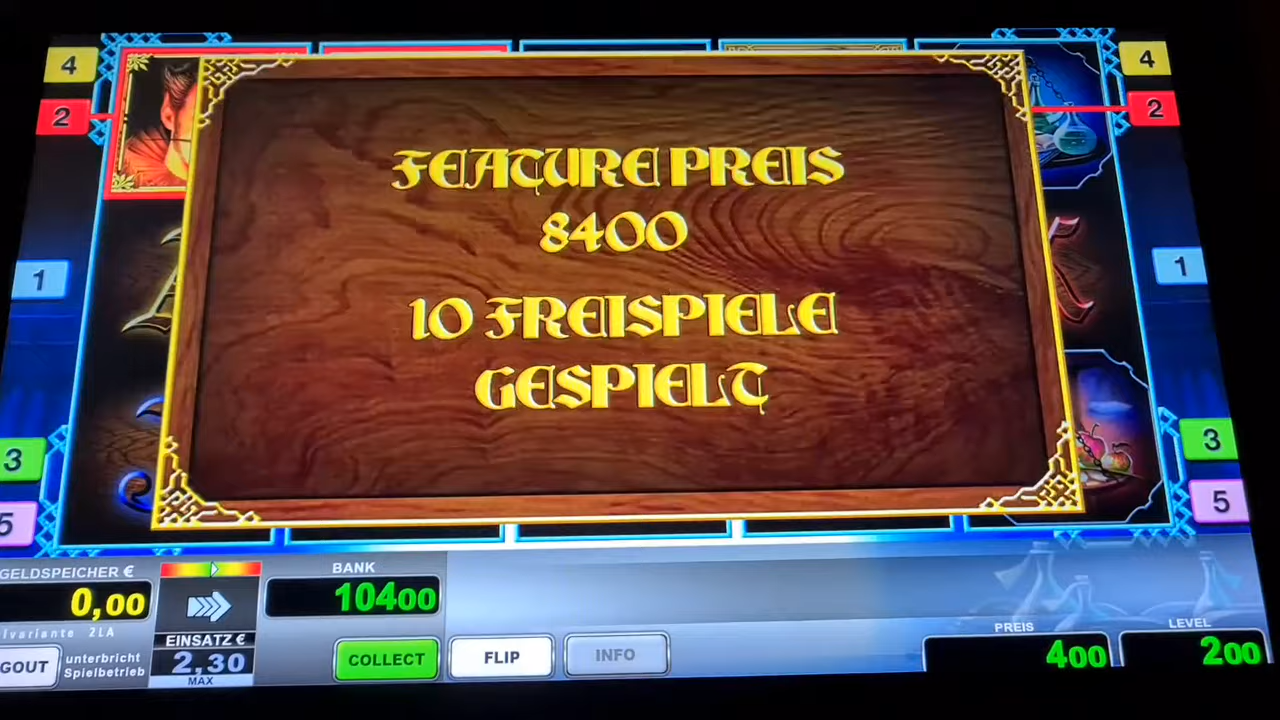 4
4
2
2
FEATURE PREIS
8400
1
1
10 FREISPIELE
GESPIELT
3
3
5
5
GELDSPEICHER €
BANK
0,00
10400
2LA
EINSATZ €
PREIS
LEVEL
GOUT
unterbricht
Spielbetrieb
2,30
MAX
COLLECT
FLIP
INFO
400
200